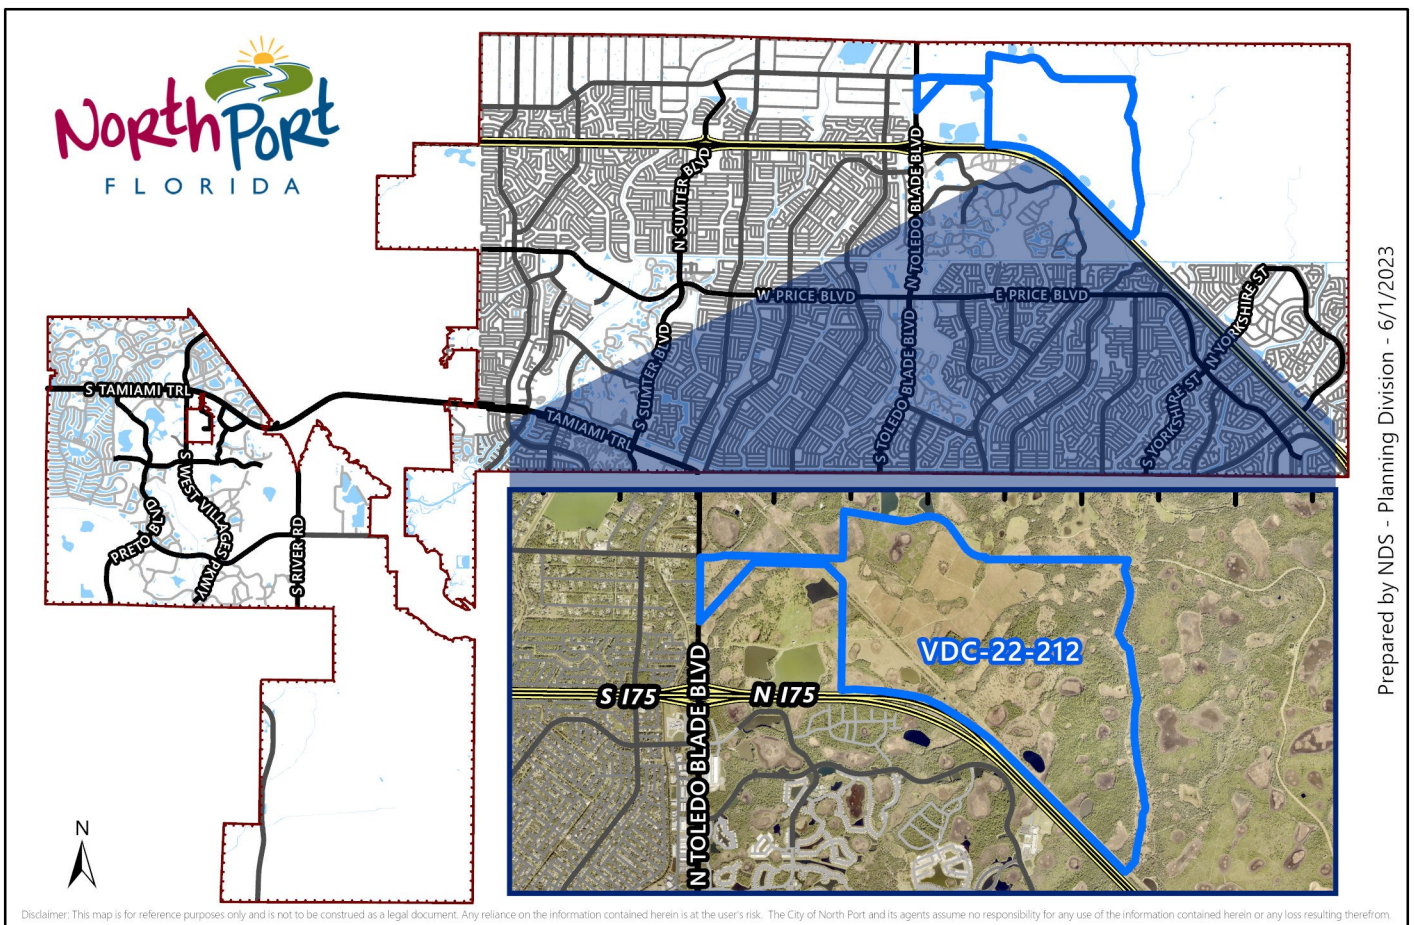 North Port
FLORIDA
N SUMTER BLVD
N TOLEDO BLADE BLVD
W PRICE BLVD
E PRICE BLVD
N YORKSHIRE ST
S SUMTER BLVD
S TOLEDO BLADE BLVD
S YORKSHIRE ST
S TAMIAMI TRL
TAMIAMI TRL
S WEST VILLAGES PKWY
PRETO BLVD
S RIVER RD
VDC-22-212
S I75
N I75
N TOLEDO BLADE BLVD
N
Prepared by NDS - Planning Division - 6/1/2023
Disclaimer: This map is for reference purposes only and is not to be construed as a legal document. Any reliance on the information contained herein is at the user's risk. The City of North Port and its agents assume no responsibility for any use of the information contained herein or any loss resulting therefrom.